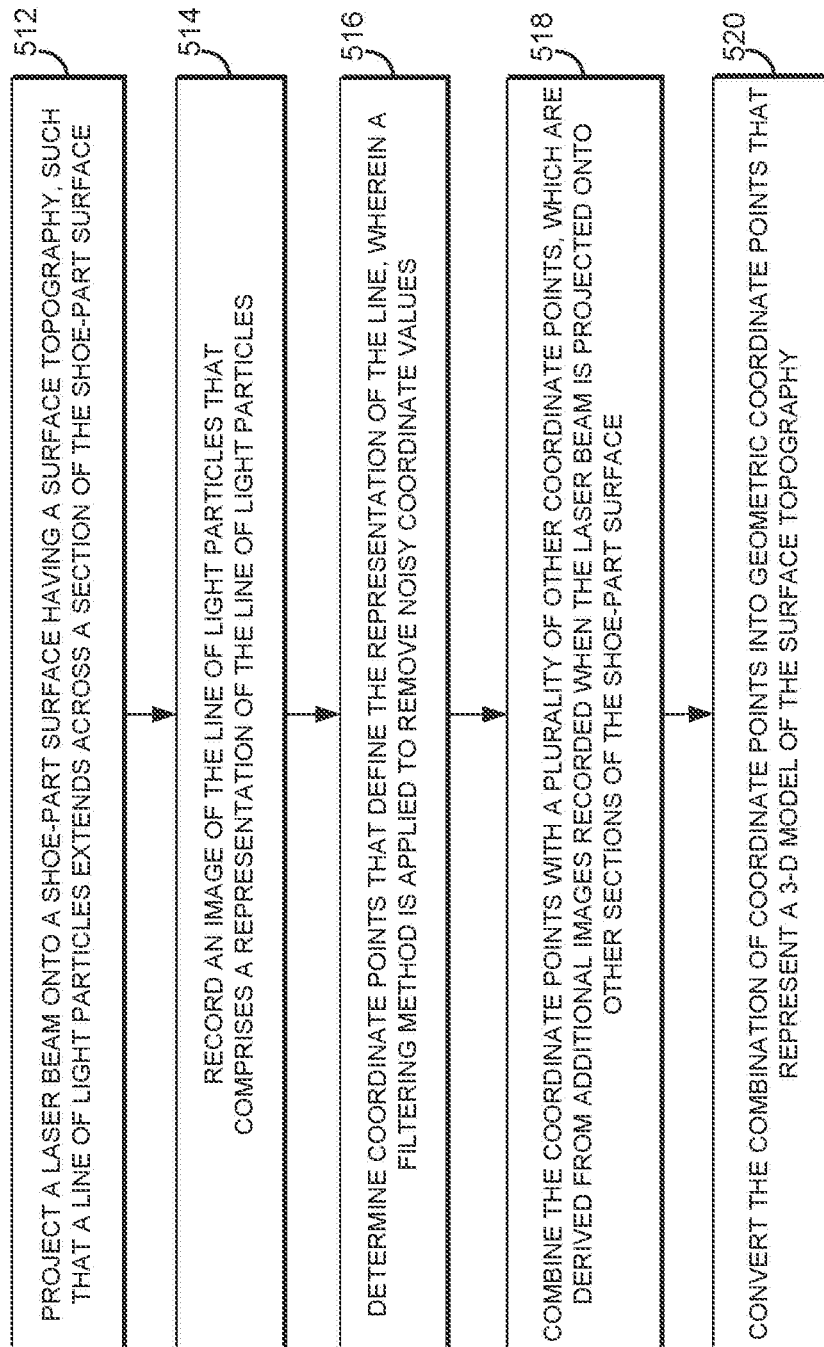 512
PROJECT A LASER BEAM ONTO A SHOE-PART SURFACE HAVING A SURFACE TOPOGRAPHY, SUCH
THAT A LINE OF LIGHT PARTICLES EXTENDS ACROSS A SECTION OF THE SHOE-PART SURFACE
514
RECORD AN IMAGE OF THE LINE OF LIGHT PARTICLES THAT
COMPRISES A REPRESENTATION OF THE LINE OF LIGHT PARTICLES
516
DETERMINE COORDINATE POINTS THAT DEFINE THE REPRESENTATION OF THE LINE, WHEREIN A
FILTERING METHOD IS APPLIED TO REMOVE NOISY COORDINATE VALUES
518
COMBINE THE COORDINATE POINTS WITH A PLURALITY OF OTHER COORDINATE POINTS, WHICH ARE
DERIVED FROM ADDITIONAL IMAGES RECORDED WHEN THE LASER BEAM IS PROJECTED ONTO
OTHER SECTIONS OF THE SHOE-PART SURFACE
520
CONVERT THE COMBINATION OF COORDINATE POINTS INTO GEOMETRIC COORDINATE POINTS THAT
REPRESENT A 3-D MODEL OF THE SURFACE TOPOGRAPHY